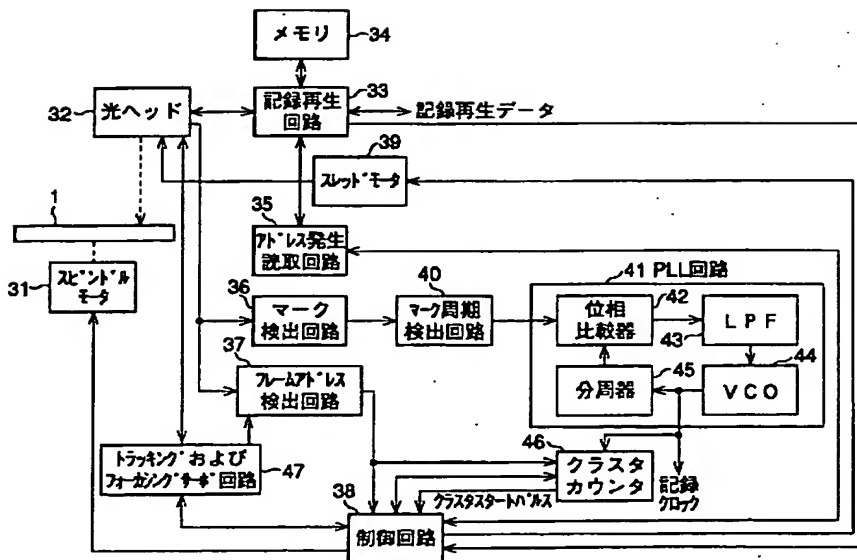 メモリ
34
32
光ヘッド
記録再生
回路
33
記録再生データ
39
スレッドモータ
1
35
アドレス発生
読取回路
31
スピンドル
モータ
36
マーク
検出回路
40
マーク周期
検出回路
41 PLL回路
位相
比較器
42
LPF
43
44
37
フレームアドレス
検出回路
分周器
45
VCO
トラッキングおよび
フォーカシングサーボ回路
47
46
クラスタ
カウンタ
記録
クロック
クラスタスタートパルス
38
制御回路